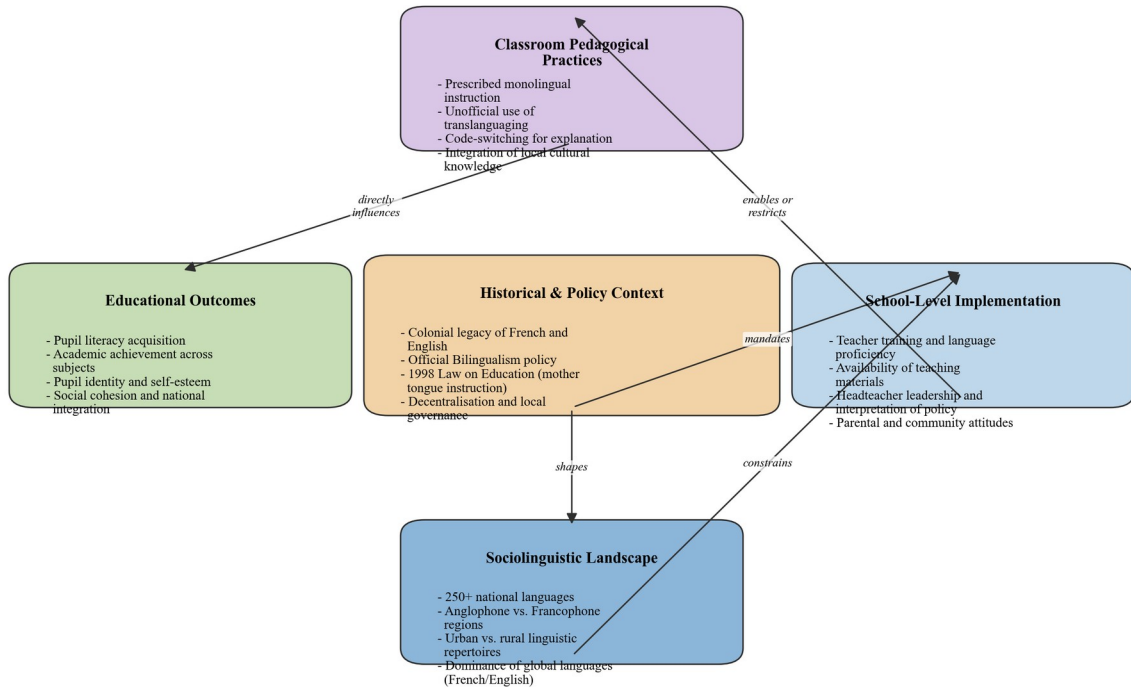 Classroom Pedagogical
Practices
- Prescribed monolingual
instruction
- Unofficial use of
translanguaging
- Code-switching for explanation
- Integration of local cultural
knowledge
directly
influences
enables or
restricts
Educational Outcomes
- Pupil literacy acquisition
- Academic achievement across
subjects
- Pupil identity and self-esteem
- Social cohesion and national
integration
Historical & Policy Context
- Colonial legacy of French and
English
- Official Bilingualism policy
- 1998 Law on Education (mother
tongue instruction)
- Decentralisation and local
governance
mandates
School-Level Implementation
- Teacher training and language
proficiency
- Availability of teaching
materials
- Headteacher leadership and
interpretation of policy
- Parental and community attitudes
shapes
constrains
Sociolinguistic Landscape
- 250+ national languages
- Anglophone vs. Francophone
regions
- Urban vs. rural linguistic
repertoires
- Dominance of global languages
(French/English)